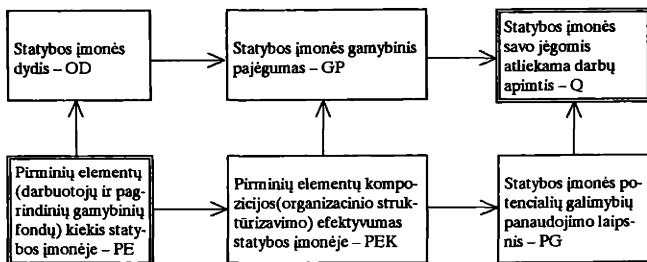 Statybos įmonės
dydis – OD
Statybos įmonės gamybinis
pajėgumas – GP
Statybos įmonės
savo jėgomis
atliekama darbų
apimtis – Q
Pirminių elementų
(darbuotojų ir pag-
rindinių gamybinių
fondų) kiekis staty-
bos įmonėje – PE
Pirminių elementų kompo-
zicijos(organizacinio struk-
tūrizavimo) efektyvumas
statybos įmonėje – PEK
Statybos įmonės po-
tencialių galimybių
panaudojimo laips-
nis – PG